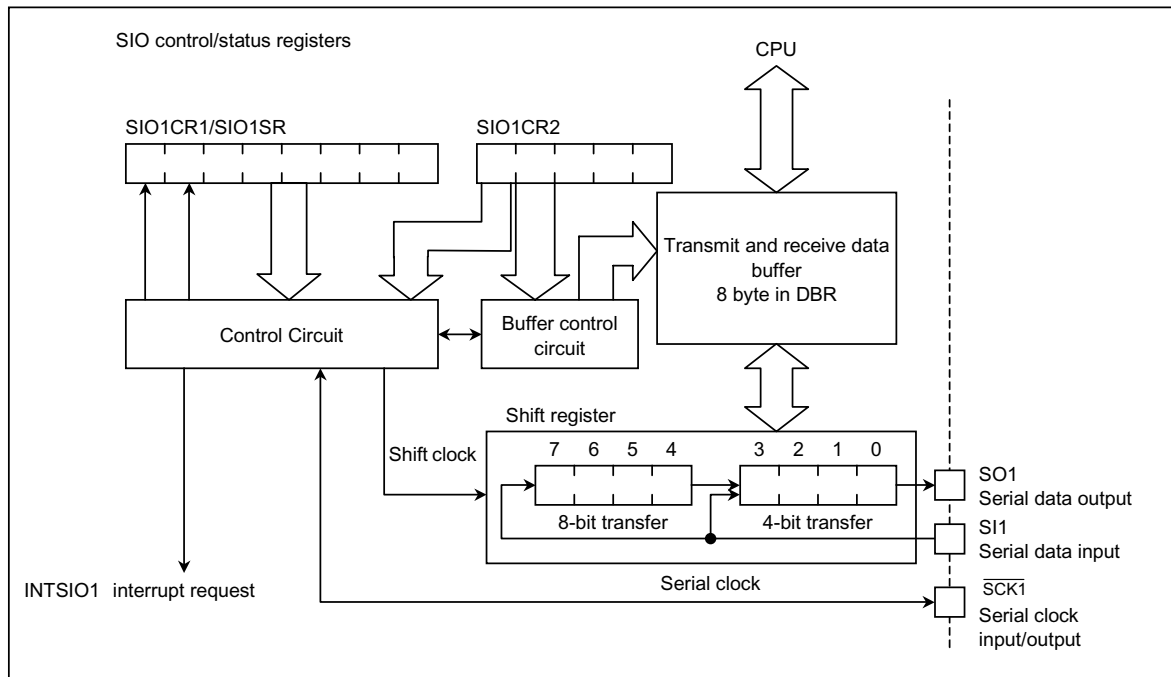 SIO control/status registers
CPU
SIO1CR1/SIO1SR
SIO1CR2
Transmit and receive data
buffer
8 byte in DBR
Control Circuit
Buffer control
circuit
Shift register
Shift clock
7 6 5 4 3 2 1 0
8-bit transfer
4-bit transfer
SO1
Serial data output
SI1
Serial data input
INTSIO1 interrupt request
Serial clock
SCK1
Serial clock
input/output